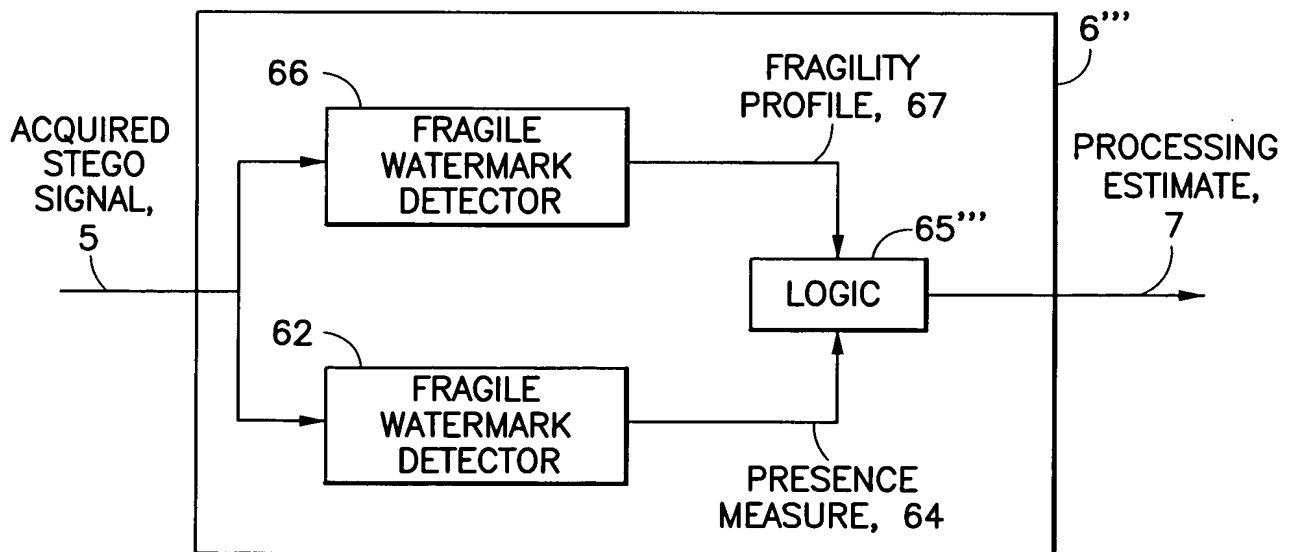 6'''
66
FRAGILITY
PROFILE, 67
ACQUIRED
STEGO
SIGNAL,
5
FRAGILE
WATERMARK
DETECTOR
PROCESSING
ESTIMATE,
7
65'''
LOGIC
62
FRAGILE
WATERMARK
DETECTOR
PRESENCE
MEASURE, 64